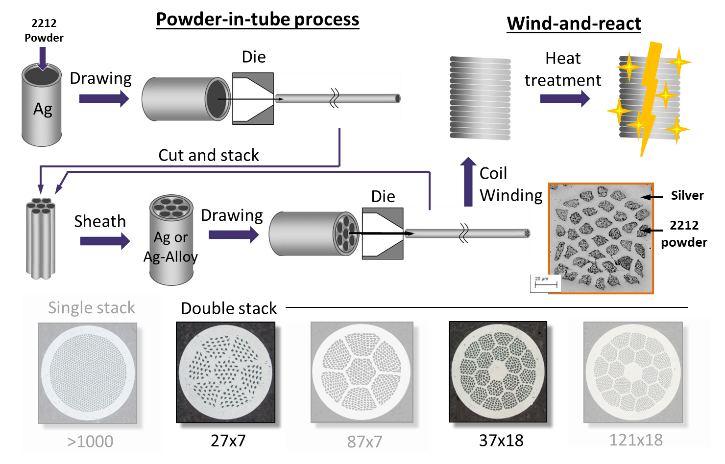 Powder-in-tube process
Wind-and-react
2212
Powder
Ag
Drawing
Die
Heat
treatment
Cut and stack
Coil
Winding
Sheath
Ag or
Ag-Alloy
Drawing
Die
Silver
2212
powder
20 µm
Single stack
Double stack
>1000
27x7
87x7
37x18
121x18